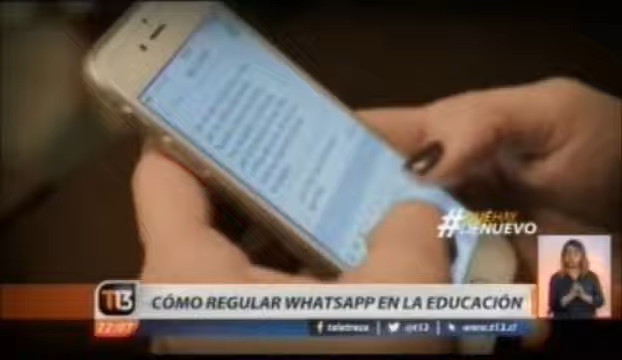 #QUÉHAY
DENUEVO
T13
CÓMO REGULAR WHATSAPP EN LA EDUCACIÓN
22:07
teletrece
@t13
www.t13.cl